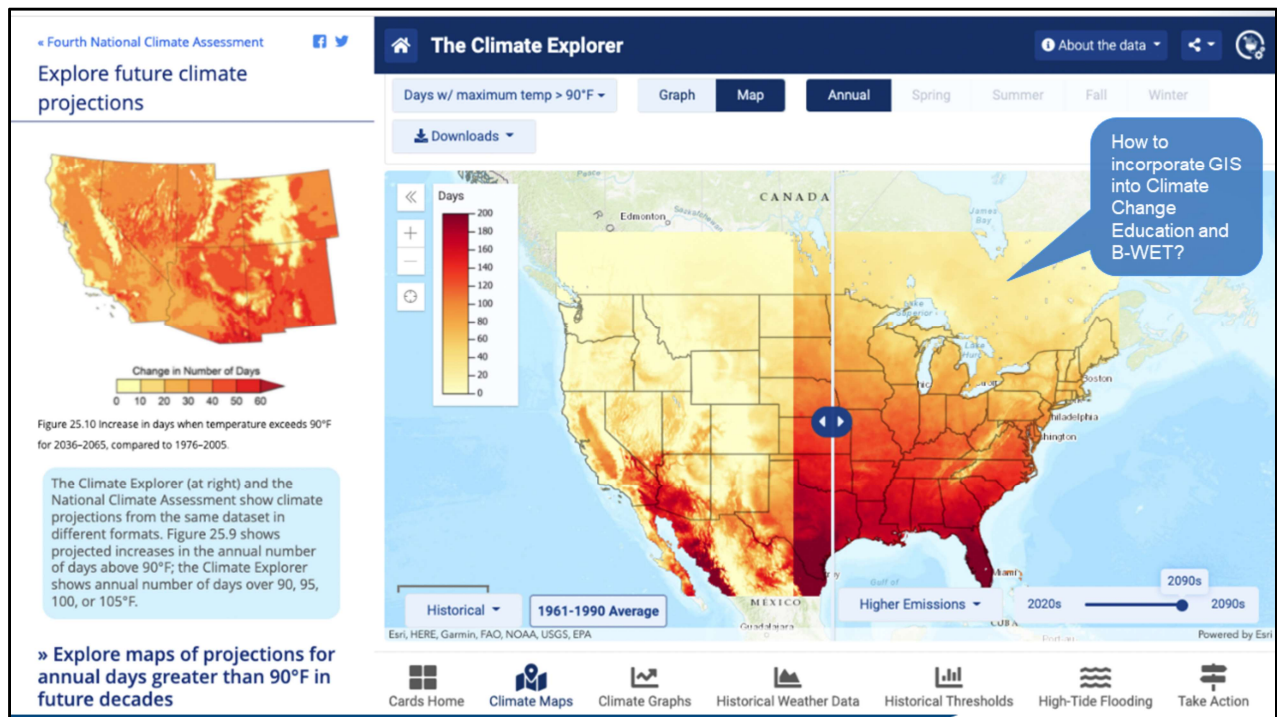 « Fourth National Climate Assessment
Explore future climate
projections
Change in Number of Days
0 10 20 30 40 50 60
Figure 25.10 Increase in days when temperature exceeds 90°F
for 2036–2065, compared to 1976–2005.
The Climate Explorer (at right) and the
National Climate Assessment show climate
projections from the same dataset in
different formats. Figure 25.9 shows
projected increases in the annual number
of days above 90°F; the Climate Explorer
shows annual number of days over 90, 95,
100, or 105°F.
» Explore maps of projections for
annual days greater than 90°F in
future decades
The Climate Explorer
About the data
Days w/ maximum temp > 90°F
Graph
Map
Annual
Spring
Summer
Fall
Winter
Downloads
How to
incorporate GIS
into Climate
Change
Education and
B-WET?
Days
200
180
160
140
120
100
80
60
40
20
0
CANADA
Edmonton
James
Bay
Lake
Superior
Lake
Boston
hiladelphia
shington
Gulf of
Miami
MEXICO
Guadalajara
CUBA
Historical
1961-1990 Average
Higher Emissions
2020s
2090s
2090s
Esri, HERE, Garmin, FAO, NOAA, USGS, EPA
Powered by Esri
Cards Home
Climate Maps
Climate Graphs
Historical Weather Data
Historical Thresholds
High-Tide Flooding
Take Action